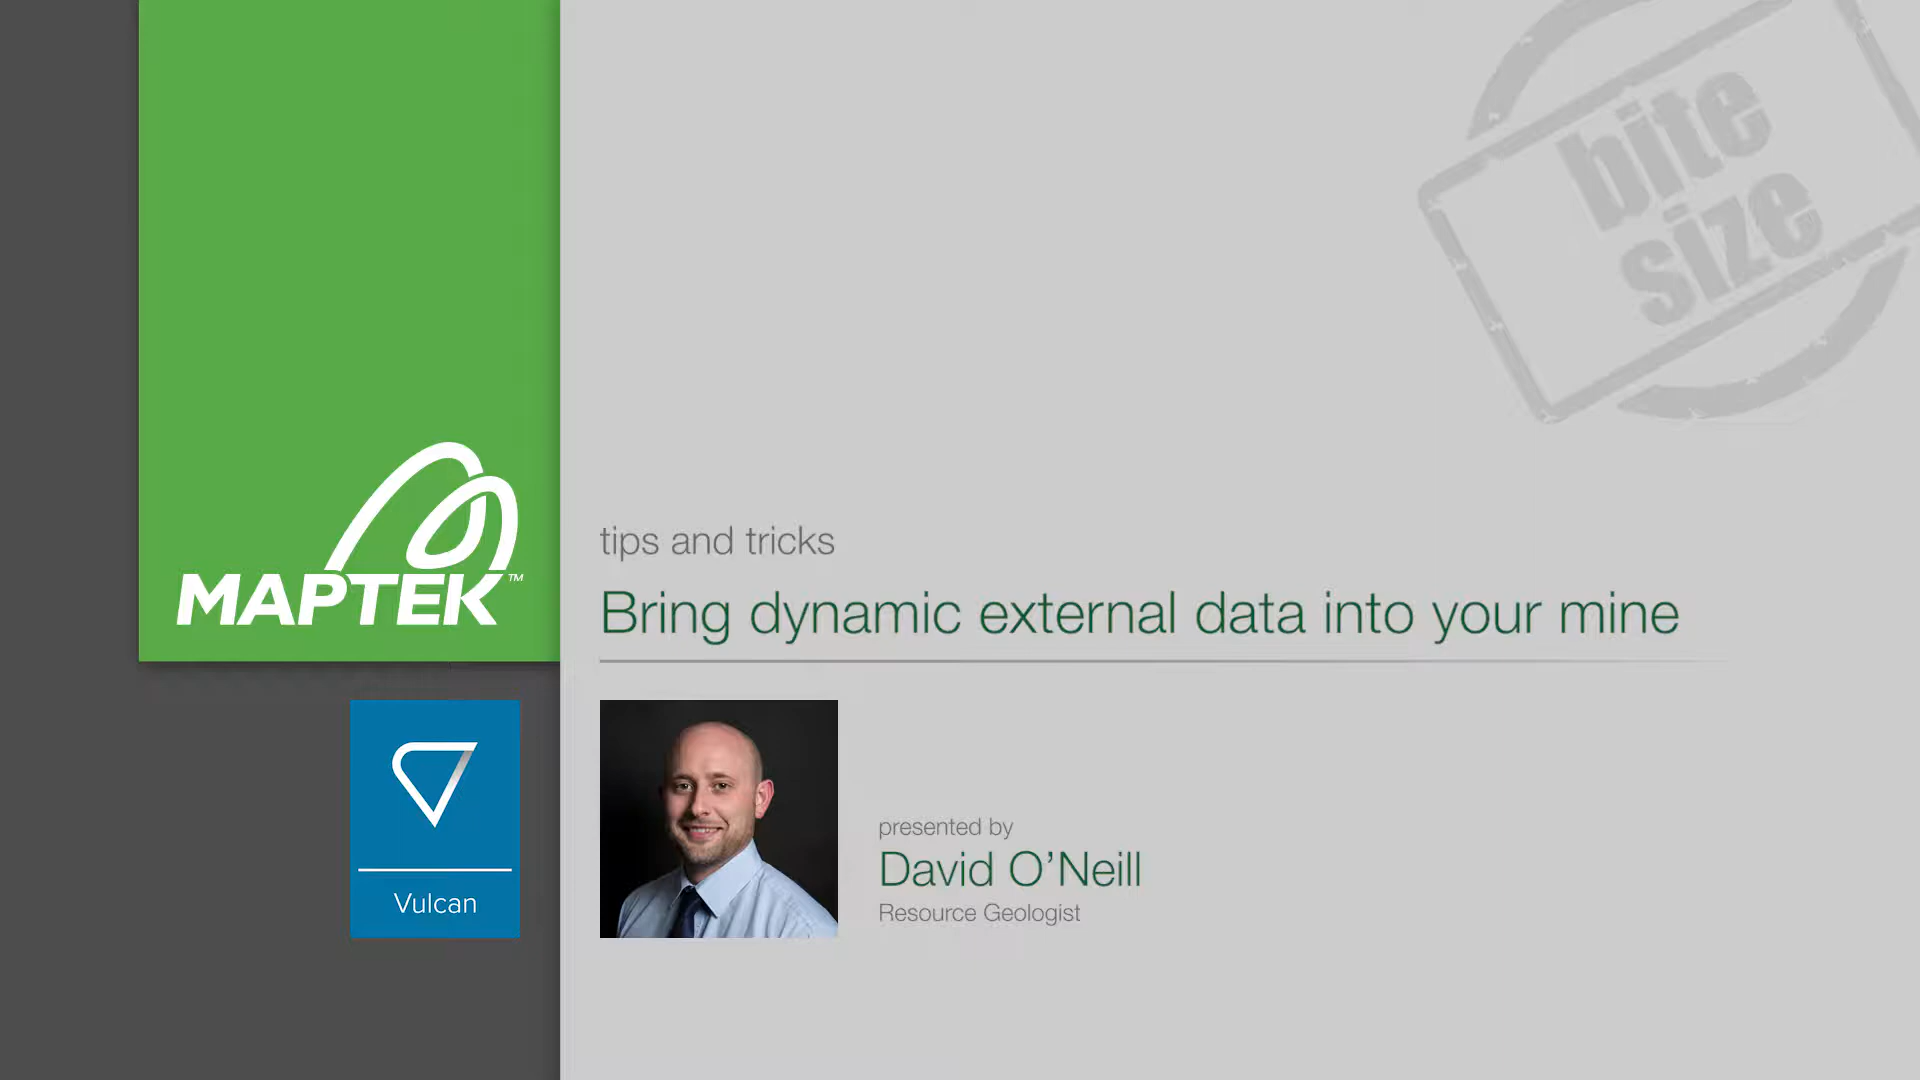 bite
size
MAPTEK™
tips and tricks
Bring dynamic external data into your mine
Vulcan
presented by
David O’Neill
Resource Geologist